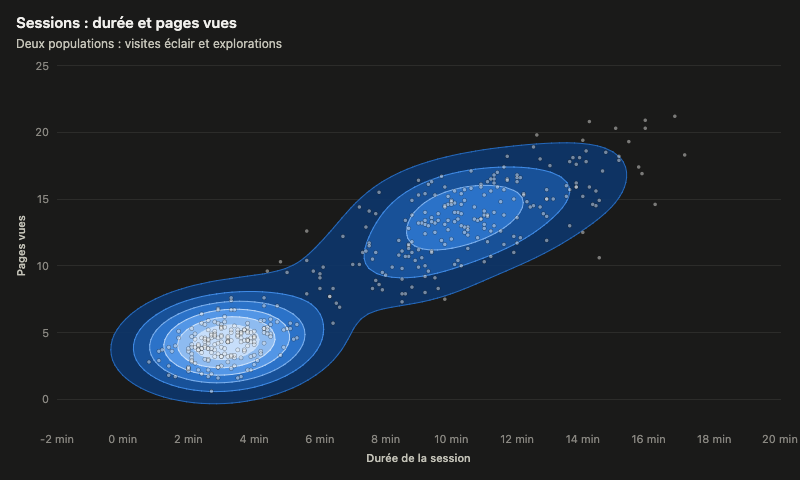 Sessions : durée et pages vues
Deux populations : visites éclair et explorations
25
20
15
10
5
0
Pages vues
-2 min 0 min 2 min 4 min 6 min 8 min 10 min 12 min 14 min 16 min 18 min 20 min
Durée de la session